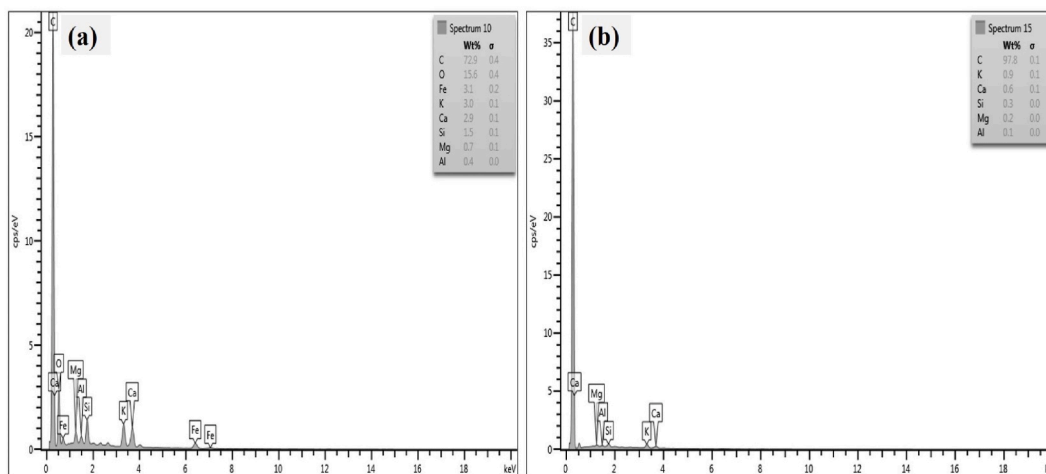 (a)
Spectrum 10
Wt% σ
C 72.9 0.4
O 15.6 0.4
Fe 3.1 0.2
K 3.0 0.1
Ca 2.9 0.1
Si 1.5 0.1
Mg 0.7 0.1
Al 0.4 0.0
C
O
Ca
Fe
Mg
Al
Si
K
Ca
Fe
Fe
cps/eV
20
15
10
5
0
0 2 4 6 8 10 12 14 16 18 keV
(b)
Spectrum 15
Wt% σ
C 97.8 0.1
K 0.9 0.1
Ca 0.6 0.1
Si 0.3 0.0
Mg 0.2 0.0
Al 0.1 0.0
C
Ca
Mg
Al
Si
K
Ca
cps/eV
35
30
25
20
15
10
5
0
0 2 4 6 8 10 12 14 16 18 keV